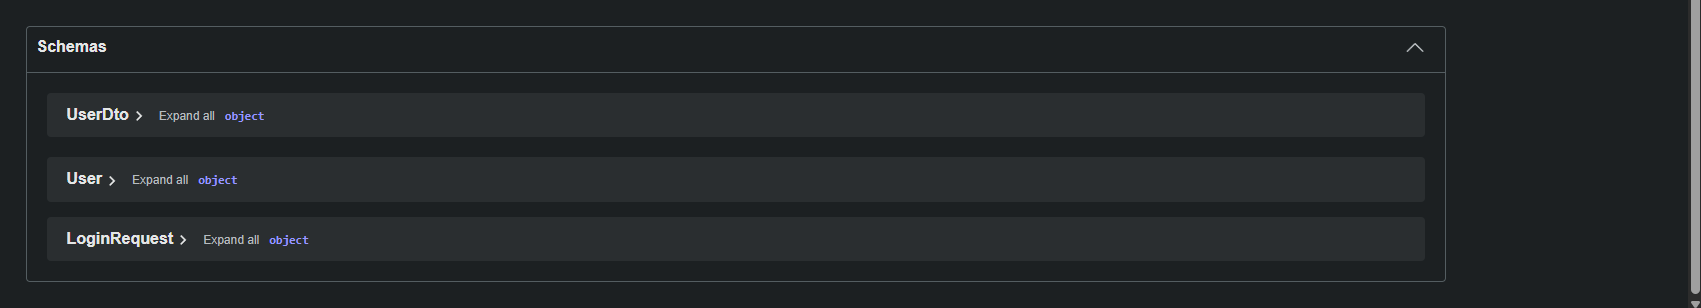 Schemas
UserDto Expand all object
User Expand all object
LoginRequest Expand all object